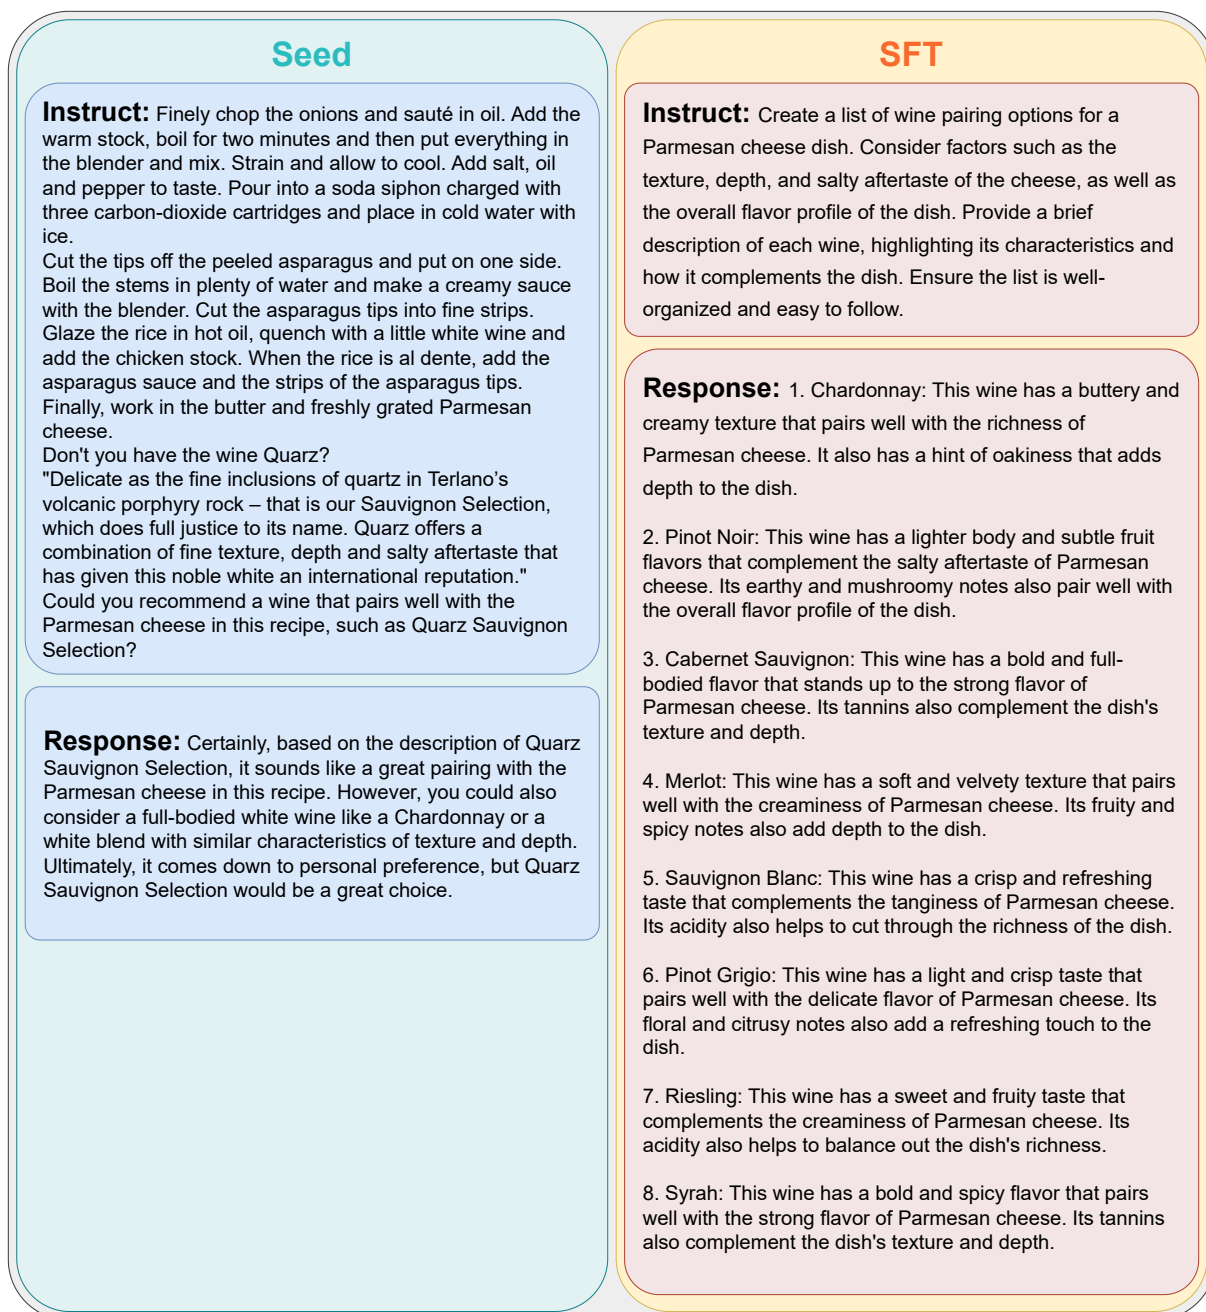 Seed
Instruct: Finely chop the onions and sauté in oil. Add the
warm stock, boil for two minutes and then put everything in
the blender and mix. Strain and allow to cool. Add salt, oil
and pepper to taste. Pour into a soda siphon charged with
three carbon-dioxide cartridges and place in cold water with
ice.
Cut the tips off the peeled asparagus and put on one side.
Boil the stems in plenty of water and make a creamy sauce
with the blender. Cut the asparagus tips into fine strips.
Glaze the rice in hot oil, quench with a little white wine and
add the chicken stock. When the rice is al dente, add the
asparagus sauce and the strips of the asparagus tips.
Finally, work in the butter and freshly grated Parmesan
cheese.
Don't you have the wine Quarz?
"Delicate as the fine inclusions of quartz in Terlano’s
volcanic porphyry rock – that is our Sauvignon Selection,
which does full justice to its name. Quarz offers a
combination of fine texture, depth and salty aftertaste that
has given this noble white an international reputation."
Could you recommend a wine that pairs well with the
Parmesan cheese in this recipe, such as Quarz Sauvignon
Selection?
Response: Certainly, based on the description of Quarz
Sauvignon Selection, it sounds like a great pairing with the
Parmesan cheese in this recipe. However, you could also
consider a full-bodied white wine like a Chardonnay or a
white blend with similar characteristics of texture and depth.
Ultimately, it comes down to personal preference, but Quarz
Sauvignon Selection would be a great choice.
SFT
Instruct: Create a list of wine pairing options for a
Parmesan cheese dish. Consider factors such as the
texture, depth, and salty aftertaste of the cheese, as well as
the overall flavor profile of the dish. Provide a brief
description of each wine, highlighting its characteristics and
how it complements the dish. Ensure the list is well-
organized and easy to follow.
Response: 1. Chardonnay: This wine has a buttery and
creamy texture that pairs well with the richness of
Parmesan cheese. It also has a hint of oakiness that adds
depth to the dish.
2. Pinot Noir: This wine has a lighter body and subtle fruit
flavors that complement the salty aftertaste of Parmesan
cheese. Its earthy and mushroomy notes also pair well with
the overall flavor profile of the dish.
3. Cabernet Sauvignon: This wine has a bold and full-
bodied flavor that stands up to the strong flavor of
Parmesan cheese. Its tannins also complement the dish's
texture and depth.
4. Merlot: This wine has a soft and velvety texture that pairs
well with the creaminess of Parmesan cheese. Its fruity and
spicy notes also add depth to the dish.
5. Sauvignon Blanc: This wine has a crisp and refreshing
taste that complements the tanginess of Parmesan cheese.
Its acidity also helps to cut through the richness of the dish.
6. Pinot Grigio: This wine has a light and crisp taste that
pairs well with the delicate flavor of Parmesan cheese. Its
floral and citrusy notes also add a refreshing touch to the
dish.
7. Riesling: This wine has a sweet and fruity taste that
complements the creaminess of Parmesan cheese. Its
acidity also helps to balance out the dish's richness.
8. Syrah: This wine has a bold and spicy flavor that pairs
well with the strong flavor of Parmesan cheese. Its tannins
also complement the dish's texture and depth.